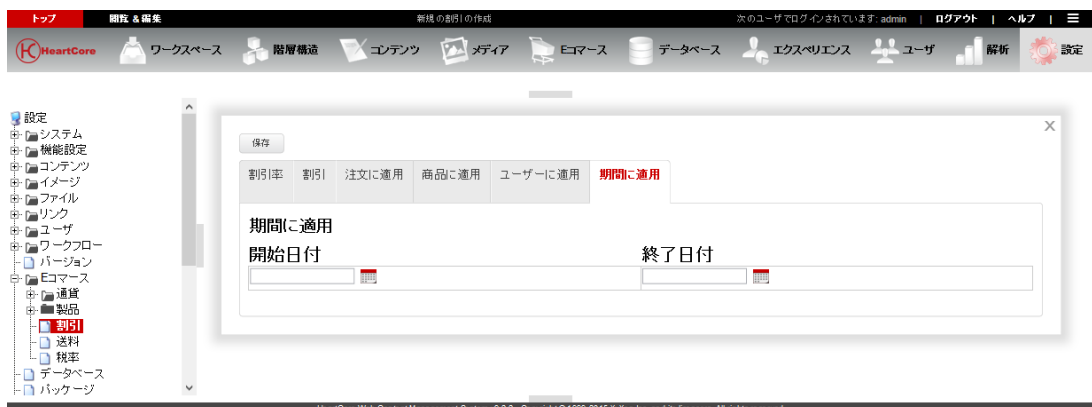 トップ 閲覧 & 編集 新規の割引の作成 次のユーザでログインされています: admin | ログアウト | ヘルプ |
HeartCore ワークスペース 階層構造 コンテンツ メディア Eコマース データベース エクスペリエンス ユーザ 解析 設定
設定
システム
機能設定
コンテンツ
イメージ
ファイル
リンク
ユーザ
ワークフロー
バージョン
Eコマース
通貨
製品
割引
送料
税率
データベース
パッケージ
X
保存
割引率 割引 注文に適用 商品に適用 ユーザーに適用 期間に適用
期間に適用
開始日付 終了日付